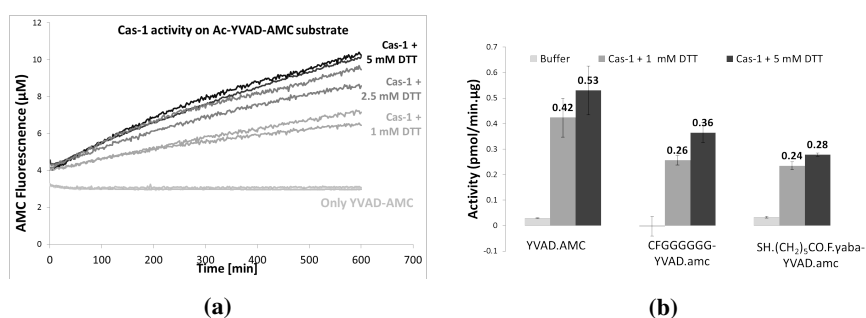 Cas-1 activity on Ac-YVAD-AMC substrate
AMC Fluorescnence (µM)
12
10
8
6
4
2
0
Cas-1 +
5 mM DTT
Cas-1 +
2.5 mM DTT
Cas-1 +
1 mM DTT
Only YVAD-AMC
0 100 200 300 400 500 600 700
Time [min]
(a)
Activity (pmol/min.µg)
0.7
0.6
0.5
0.4
0.3
0.2
0.1
0
-0.1
Buffer Cas-1 + 1 mM DTT Cas-1 + 5 mM DTT
0.42 0.53
0.26 0.36
0.24 0.28
YVAD.AMC
CFGGGGGG-
YVAD.amc
SH.(CH2)5CO.F.yaba-
YVAD.amc
(b)